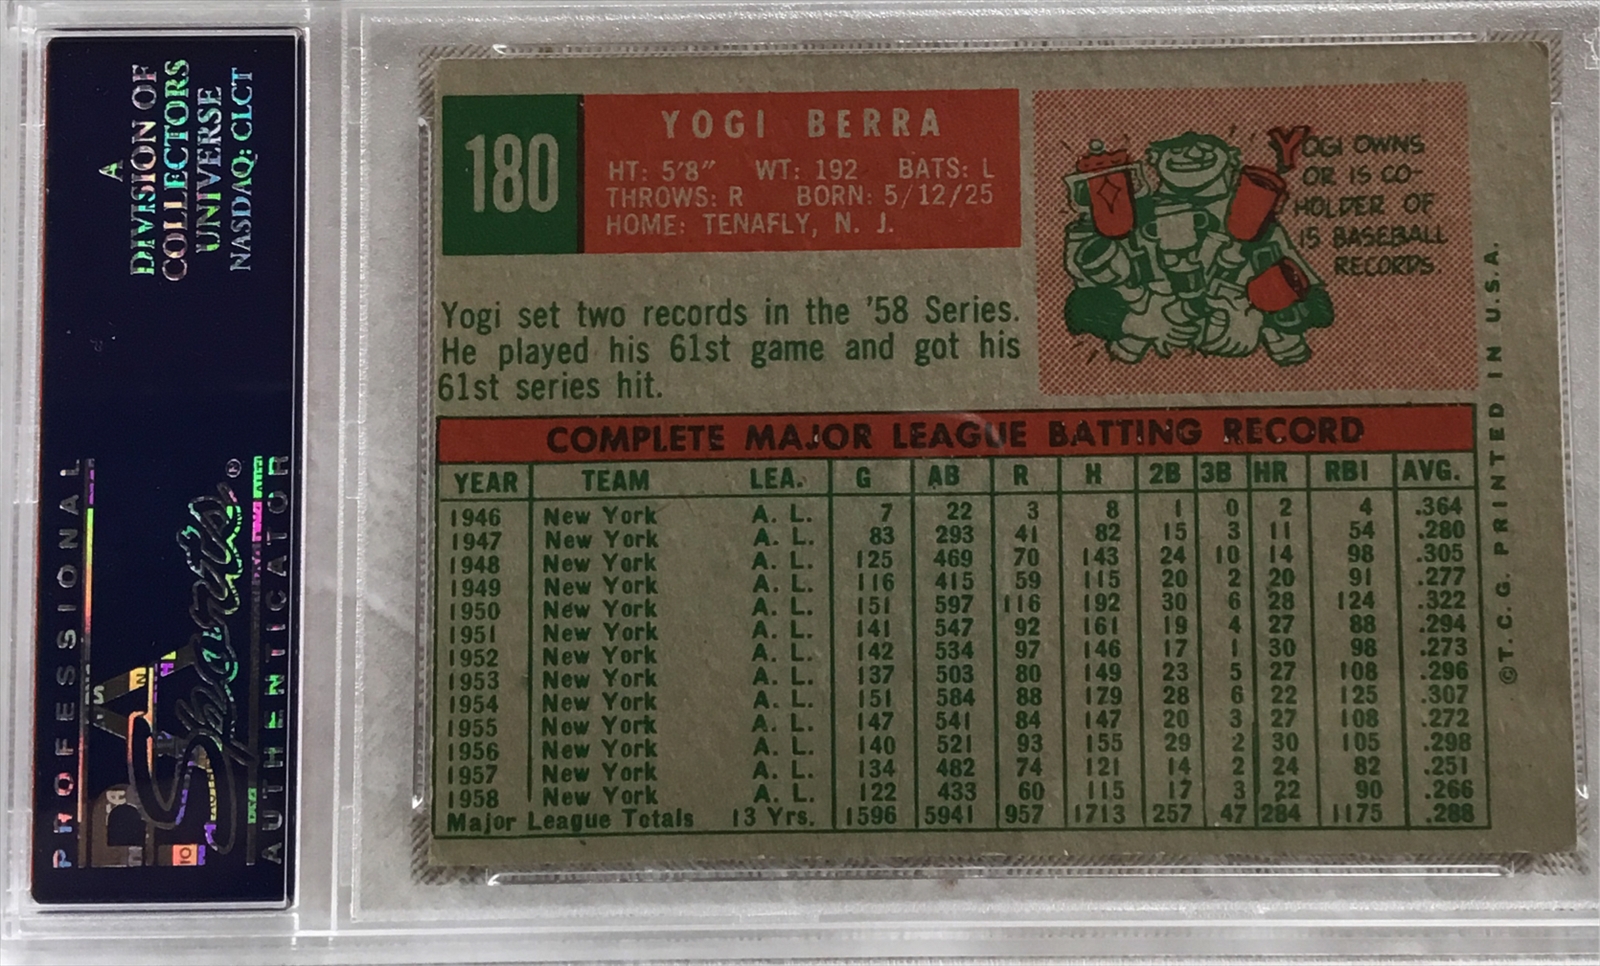 A
DIVISION OF
COLLECTORS
UNIVERSE
NASDAQ: CLCT
PROFESSIONAL
PSA
Sports
®
AUTHENTICATOR
180
YOGI BERRA
HT: 5'8" WT: 192 BATS: L
THROWS: R BORN: 5/12/25
HOME: TENAFLY, N. J.
YOGI OWNS
OR IS CO-
HOLDER OF
15 BASEBALL
RECORDS
Yogi set two records in the '58 Series.
He played his 61st game and got his
61st series hit.
COMPLETE MAJOR LEAGUE BATTING RECORD
YEAR TEAM LEA. G AB R H 2B 3B HR RBI AVG.
1946 New York A. L. 7 22 3 8 1 0 2 4 .364
1947 New York A. L. 83 293 41 82 15 3 11 54 .280
1948 New York A. L. 125 469 70 143 24 10 14 98 .305
1949 New York A. L. 116 415 59 115 20 2 20 91 .277
1950 New York A. L. 151 597 116 192 30 6 28 124 .322
1951 New York A. L. 141 547 92 161 19 4 27 88 .294
1952 New York A. L. 142 534 97 146 17 1 30 98 .273
1953 New York A. L. 137 503 80 149 23 5 27 108 .296
1954 New York A. L. 151 584 88 179 28 6 22 125 .307
1955 New York A. L. 147 541 84 147 20 3 27 108 .272
1956 New York A. L. 140 521 93 155 29 2 30 105 .298
1957 New York A. L. 134 482 74 121 14 2 24 82 .251
1958 New York A. L. 122 433 60 115 17 3 22 90 .266
Major League Totals 13 Yrs. 1596 5941 957 1713 257 47 284 1175 .288
©T. C. G. PRINTED IN U.S.A.